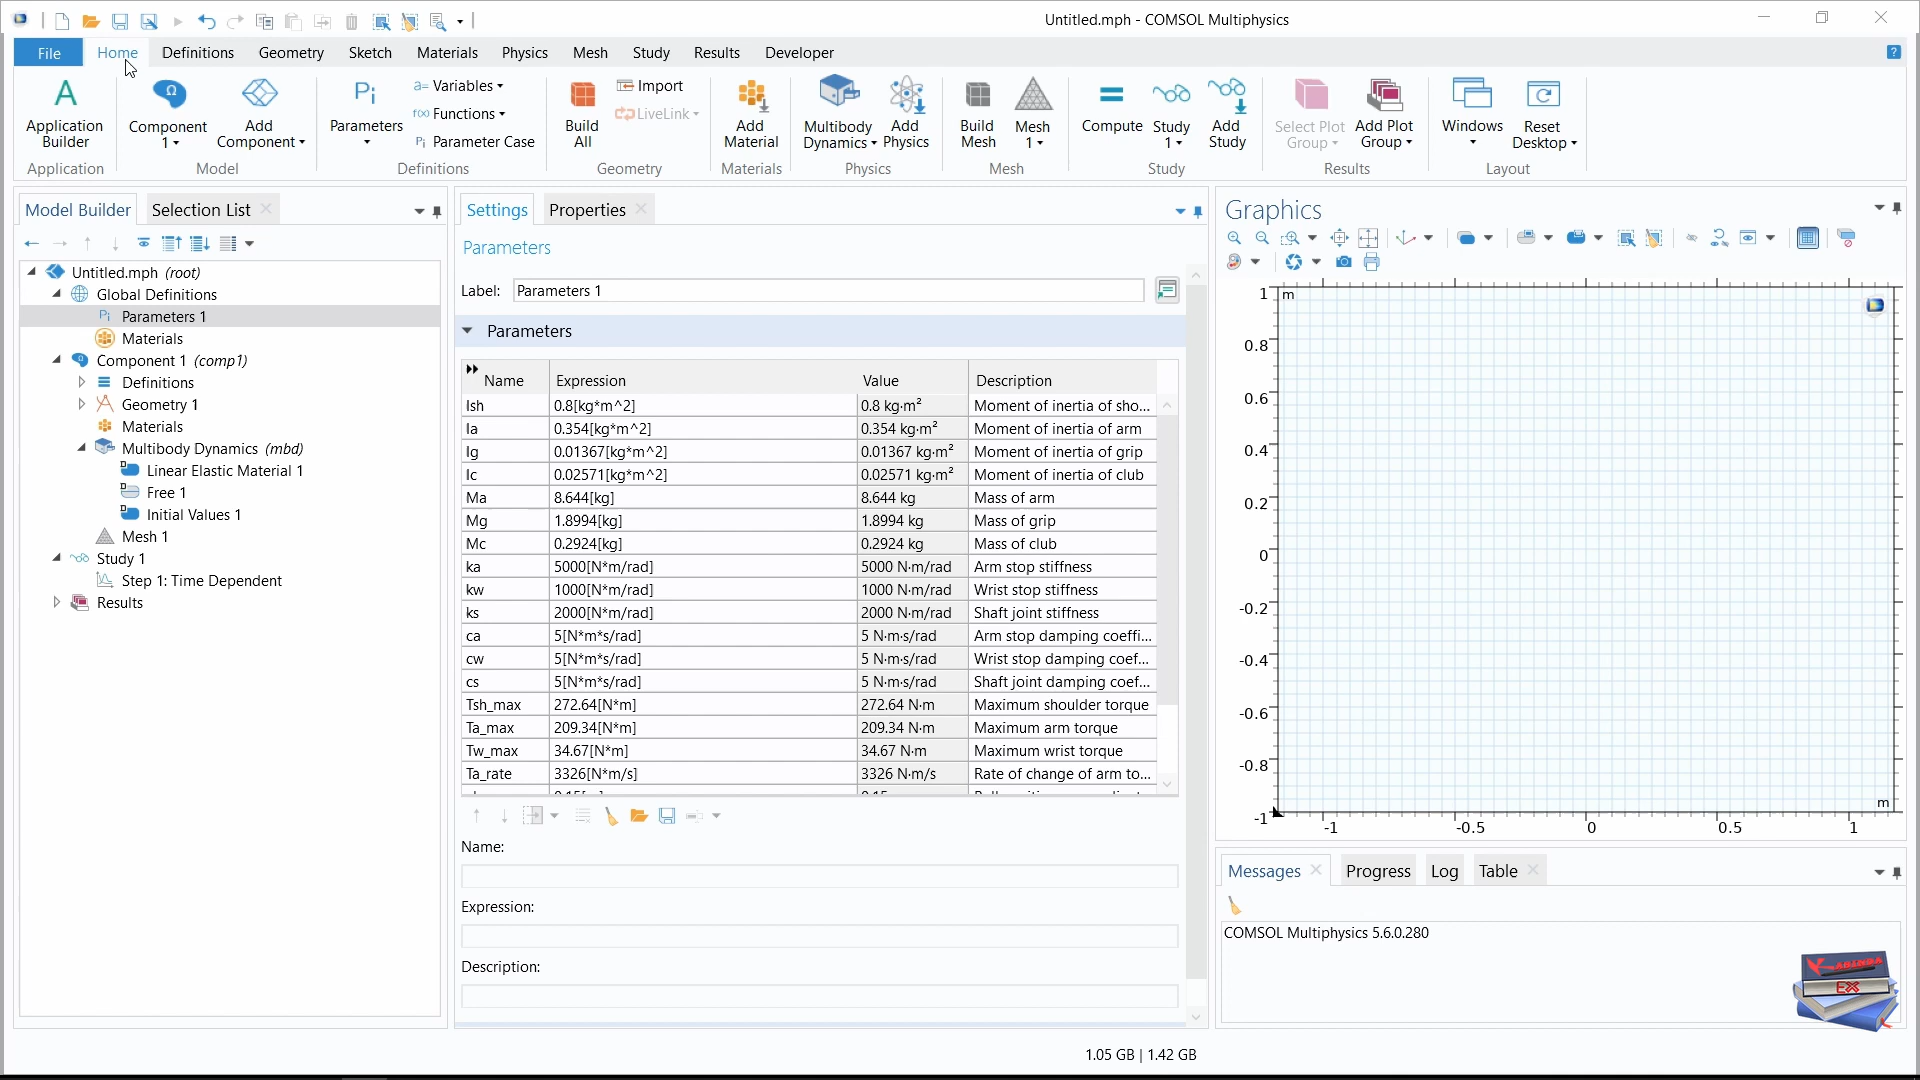 Untitled.mph - COMSOL Multiphysics
File Home Definitions Geometry Sketch Materials Physics Mesh Study Results Developer
A Application Builder
Component 1
Add Component
Pi Parameters
a= Variables
f(x) Functions
Pi Parameter Case
Build All
Import
LiveLink
Add Material
Multibody Dynamics
Add Physics
Build Mesh
Mesh 1
Compute
Study 1
Add Study
Select Plot Group
Add Plot Group
Windows
Reset Desktop
Application Model Definitions Geometry Materials Physics Mesh Study Results Layout
Model Builder Selection List
Untitled.mph (root)
Global Definitions
Pi Parameters 1
Materials
Component 1 (comp1)
Definitions
Geometry 1
Materials
Multibody Dynamics (mbd)
Linear Elastic Material 1
Free 1
Initial Values 1
Mesh 1
Study 1
Step 1: Time Dependent
Results
Settings Properties
Parameters
Label: Parameters 1
Parameters
Name Expression Value Description
Ish 0.8[kg*m^2] 0.8 kg·m² Moment of inertia of sho...
Ia 0.354[kg*m^2] 0.354 kg·m² Moment of inertia of arm
Ig 0.01367[kg*m^2] 0.01367 kg·m² Moment of inertia of grip
Ic 0.02571[kg*m^2] 0.02571 kg·m² Moment of inertia of club
Ma 8.644[kg] 8.644 kg Mass of arm
Mg 1.8994[kg] 1.8994 kg Mass of grip
Mc 0.2924[kg] 0.2924 kg Mass of club
ka 5000[N*m/rad] 5000 N·m/rad Arm stop stiffness
kw 1000[N*m/rad] 1000 N·m/rad Wrist stop stiffness
ks 2000[N*m/rad] 2000 N·m/rad Shaft joint stiffness
ca 5[N*m*s/rad] 5 N·m·s/rad Arm stop damping coeffi...
cw 5[N*m*s/rad] 5 N·m·s/rad Wrist stop damping coef...
cs 5[N*m*s/rad] 5 N·m·s/rad Shaft joint damping coef...
Tsh_max 272.64[N*m] 272.64 N·m Maximum shoulder torque
Ta_max 209.34[N*m] 209.34 N·m Maximum arm torque
Tw_max 34.67[N*m] 34.67 N·m Maximum wrist torque
Ta_rate 3326[N*m/s] 3326 N·m/s Rate of change of arm to...
Name:
Expression:
Description:
Graphics
1 m
0.8
0.6
0.4
0.2
0
-0.2
-0.4
-0.6
-0.8
-1
m
-1 -0.5 0 0.5 1
Messages Progress Log Table
COMSOL Multiphysics 5.6.0.280
EX
1.05 GB | 1.42 GB